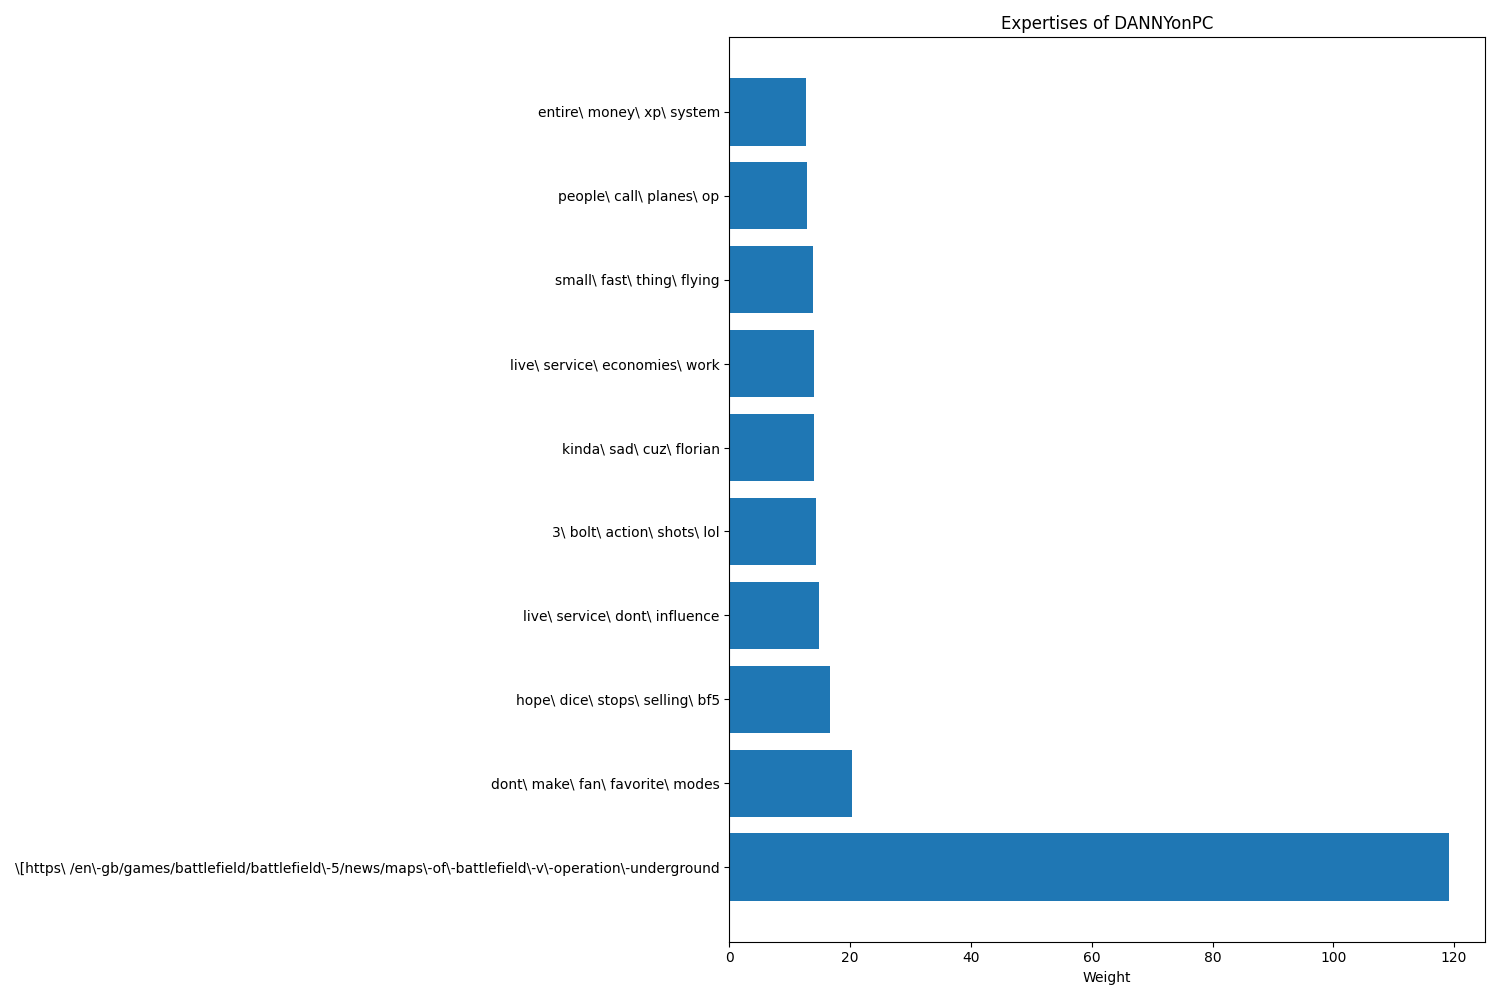 Expertises of DANNYonPC
entire\ money\ xp\ system
people\ call\ planes\ op
small\ fast\ thing\ flying
live\ service\ economies\ work
kinda\ sad\ cuz\ florian
3\ bolt\ action\ shots\ lol
live\ service\ dont\ influence
hope\ dice\ stops\ selling\ bf5
dont\ make\ fan\ favorite\ modes
\[https\ /en\-gb/games/battlefield/battlefield\-5/news/maps\-of\-battlefield\-v\-operation\-underground
0 20 40 60 80 100 120
Weight